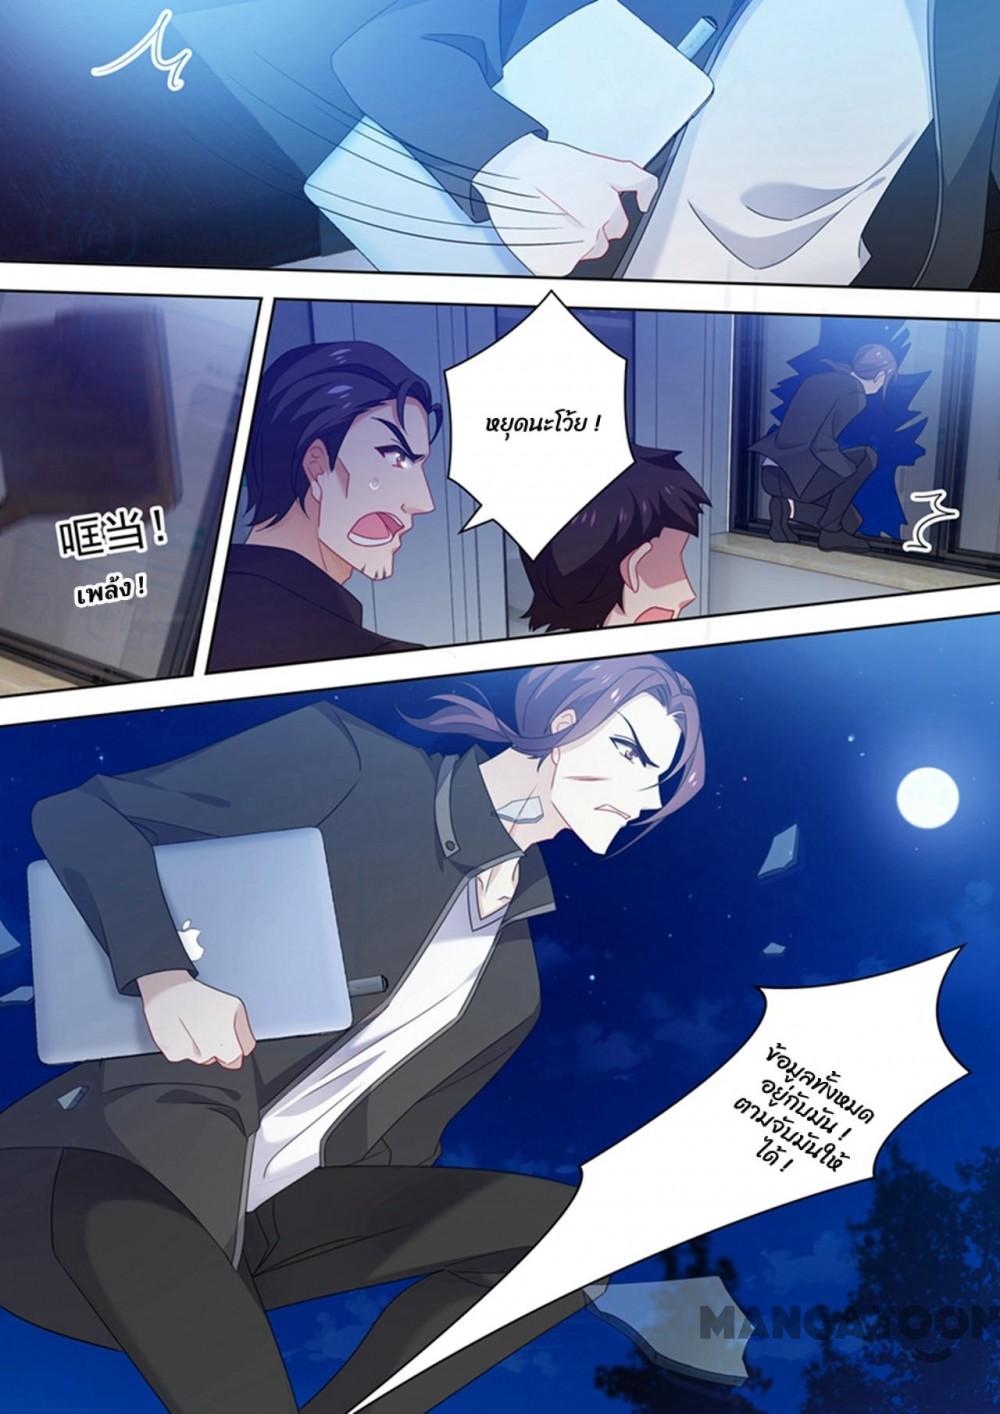 哐当！
เพล้ง !
หยุดนะโว้ย !
ข้อมูลทั้งหมด
อยู่กับมัน !
ตามจับมันให้
ได้ !
MANGATOON